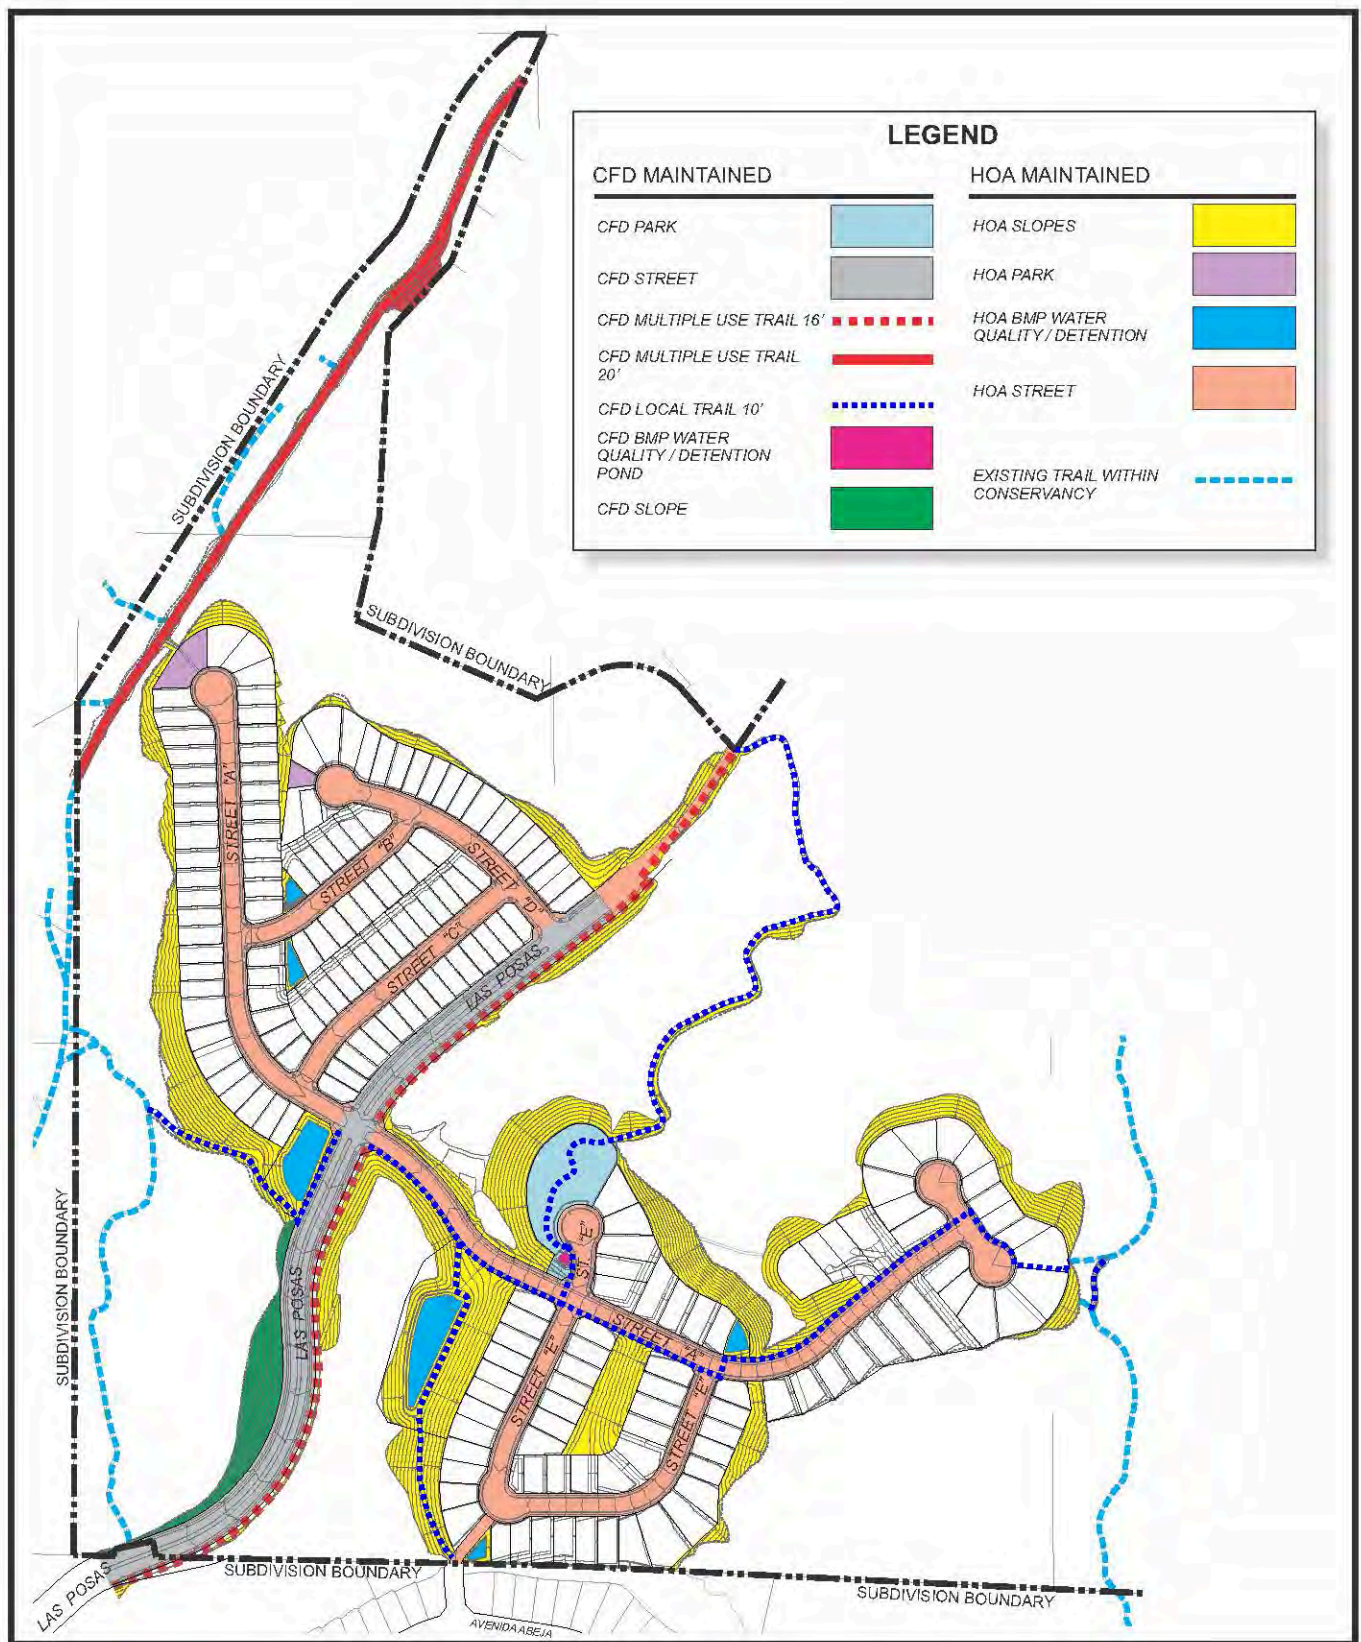 LEGEND
CFD MAINTAINED
CFD PARK
CFD STREET
CFD MULTIPLE USE TRAIL 16'
CFD MULTIPLE USE TRAIL
20'
CFD LOCAL TRAIL 10'
CFD BMP WATER
QUALITY / DETENTION
POND
CFD SLOPE
HOA MAINTAINED
HOA SLOPES
HOA PARK
HOA BMP WATER
QUALITY / DETENTION
HOA STREET
EXISTING TRAIL WITHIN
CONSERVANCY
SUBDIVISION BOUNDARY
SUBDIVISION BOUNDARY
STREET "A"
STREET "B"
STREET "D"
STREET "C"
LAS POSAS
SUBDIVISION BOUNDARY
LAS POSAS
ST. "E"
STREET "A"
STREET "E"
STREET "E"
LAS POSAS
SUBDIVISION BOUNDARY
SUBDIVISION BOUNDARY
AVENIDA ABEJA